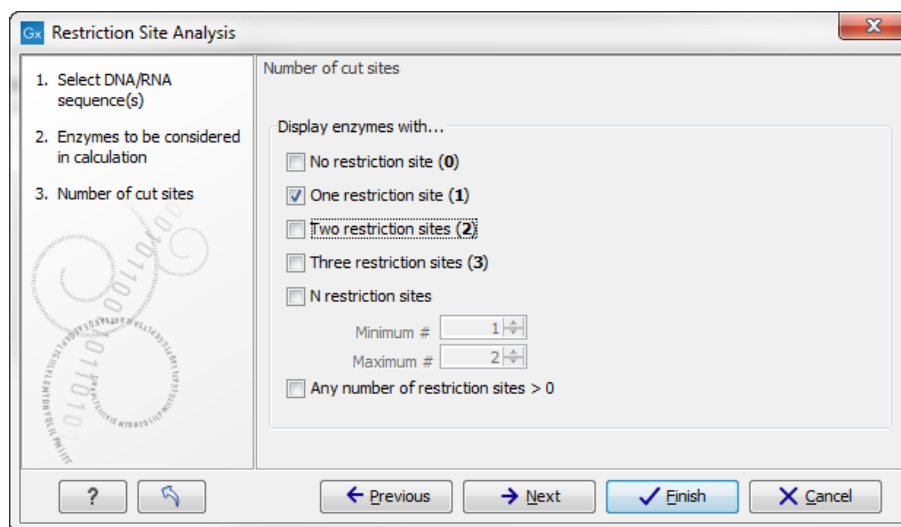 Gx Restriction Site Analysis
1. Select DNA/RNA
sequence(s)
2. Enzymes to be considered
in calculation
3. Number of cut sites
Number of cut sites
Display enzymes with...
No restriction site (0)
One restriction site (1)
Two restriction sites (2)
Three restriction sites (3)
N restriction sites
Minimum # 1
Maximum # 2
Any number of restriction sites > 0
? Previous Next Finish Cancel